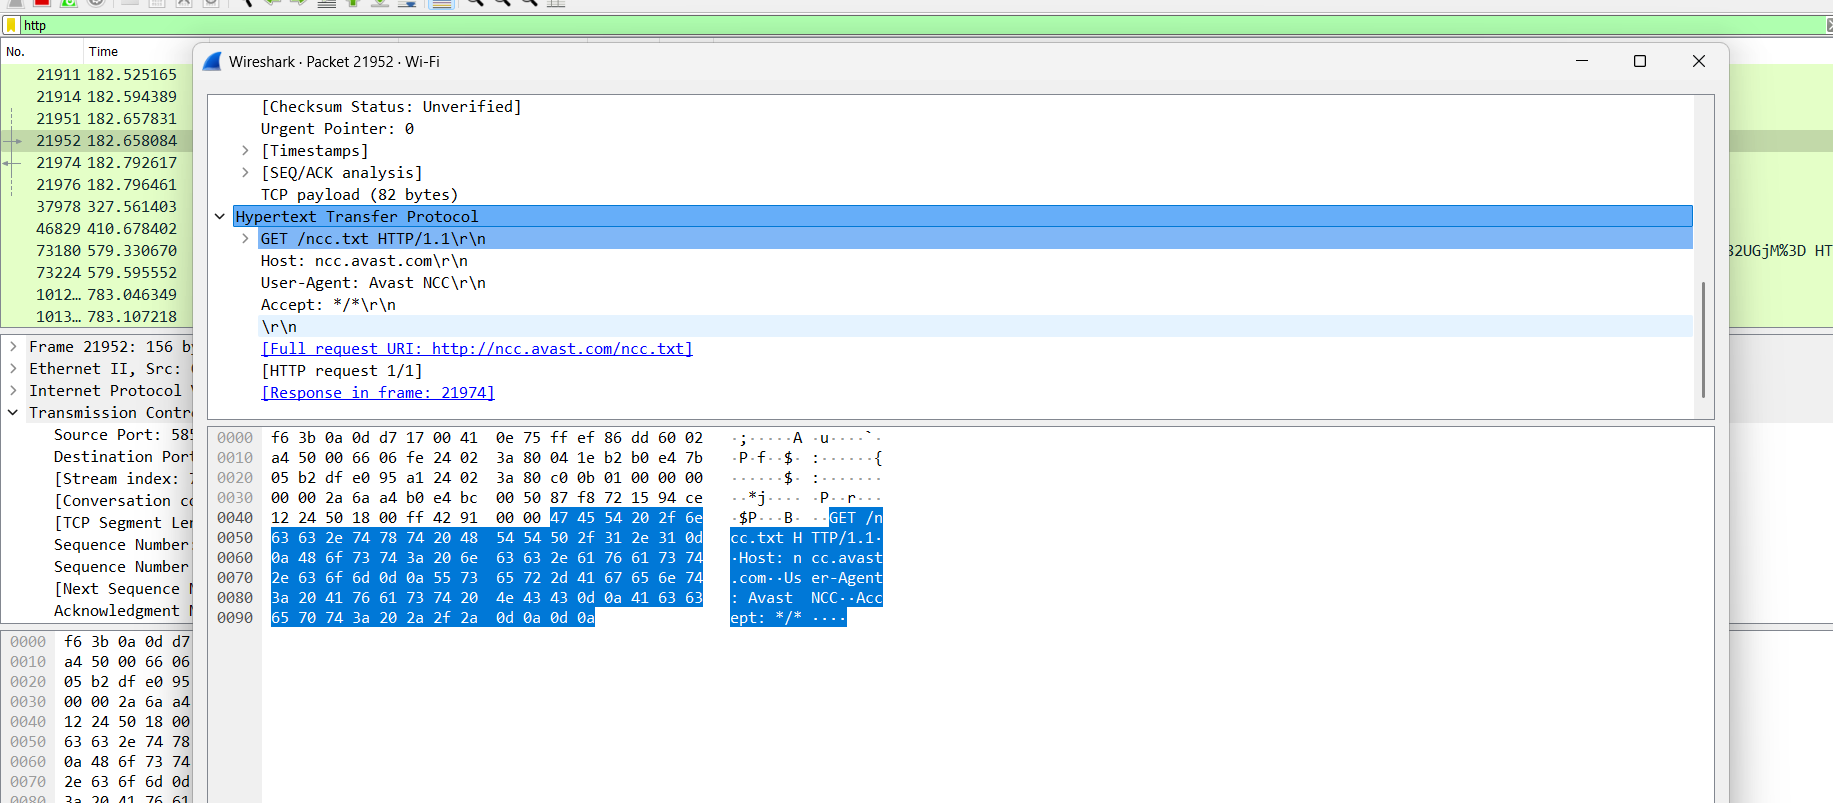 http
No. Time
21911 182.525165
21914 182.594389
21951 182.657831
21952 182.658084
21974 182.792617
21976 182.796461
37978 327.561403
46829 410.678402
73180 579.330670
73224 579.595552
1012… 783.046349
1013… 783.107218
32UGjM%3D HT
Frame 21952: 156 by
Ethernet II, Src:
Internet Protocol
Transmission Contr
Source Port: 585
Destination Port
[Stream index: 7
[Conversation co
[TCP Segment Len
Sequence Number:
Sequence Number
[Next Sequence N
Acknowledgment N
0000 f6 3b 0a 0d d7
0010 a4 50 00 66 06
0020 05 b2 df e0 95
0030 00 00 2a 6a a4
0040 12 24 50 18 00
0050 63 63 2e 74 78
0060 0a 48 6f 73 74
0070 2e 63 6f 6d 0d
0080 3a 20 41 76 61
Wireshark · Packet 21952 · Wi-Fi
[Checksum Status: Unverified]
Urgent Pointer: 0
[Timestamps]
[SEQ/ACK analysis]
TCP payload (82 bytes)
Hypertext Transfer Protocol
GET /ncc.txt HTTP/1.1\r\n
Host: ncc.avast.com\r\n
User-Agent: Avast NCC\r\n
Accept: */*\r\n
\r\n
[Full request URI: http://ncc.avast.com/ncc.txt]
[HTTP request 1/1]
[Response in frame: 21974]
0000 f6 3b 0a 0d d7 17 00 41 0e 75 ff ef 86 dd 60 02 ·;·····A ·u····`·
0010 a4 50 00 66 06 fe 24 02 3a 80 04 1e b2 b0 e4 7b ·P·f··$· :······{
0020 05 b2 df e0 95 a1 24 02 3a 80 c0 0b 01 00 00 00 ······$· :·······
0030 00 00 2a 6a a4 b0 e4 bc 00 50 87 f8 72 15 94 ce ··*j···· ·P··r···
0040 12 24 50 18 00 ff 42 91 00 00 47 45 54 20 2f 6e ·$P···B· ··GET /n
0050 63 63 2e 74 78 74 20 48 54 54 50 2f 31 2e 31 0d cc.txt H TTP/1.1·
0060 0a 48 6f 73 74 3a 20 6e 63 63 2e 61 76 61 73 74 ·Host: n cc.avast
0070 2e 63 6f 6d 0d 0a 55 73 65 72 2d 41 67 65 6e 74 .com··Us er-Agent
0080 3a 20 41 76 61 73 74 20 4e 43 43 0d 0a 41 63 63 : Avast NCC··Acc
0090 65 70 74 3a 20 2a 2f 2a 0d 0a 0d 0a ept: */* ····